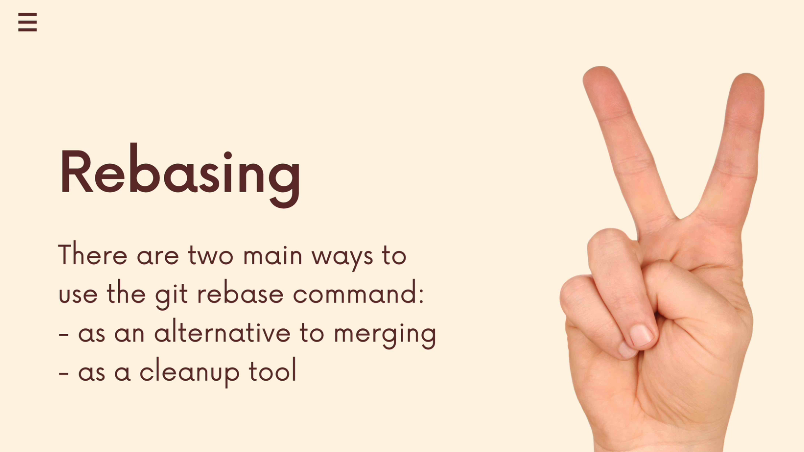 Rebasing
There are two main ways to
use the git rebase command:
- as an alternative to merging
- as a cleanup tool